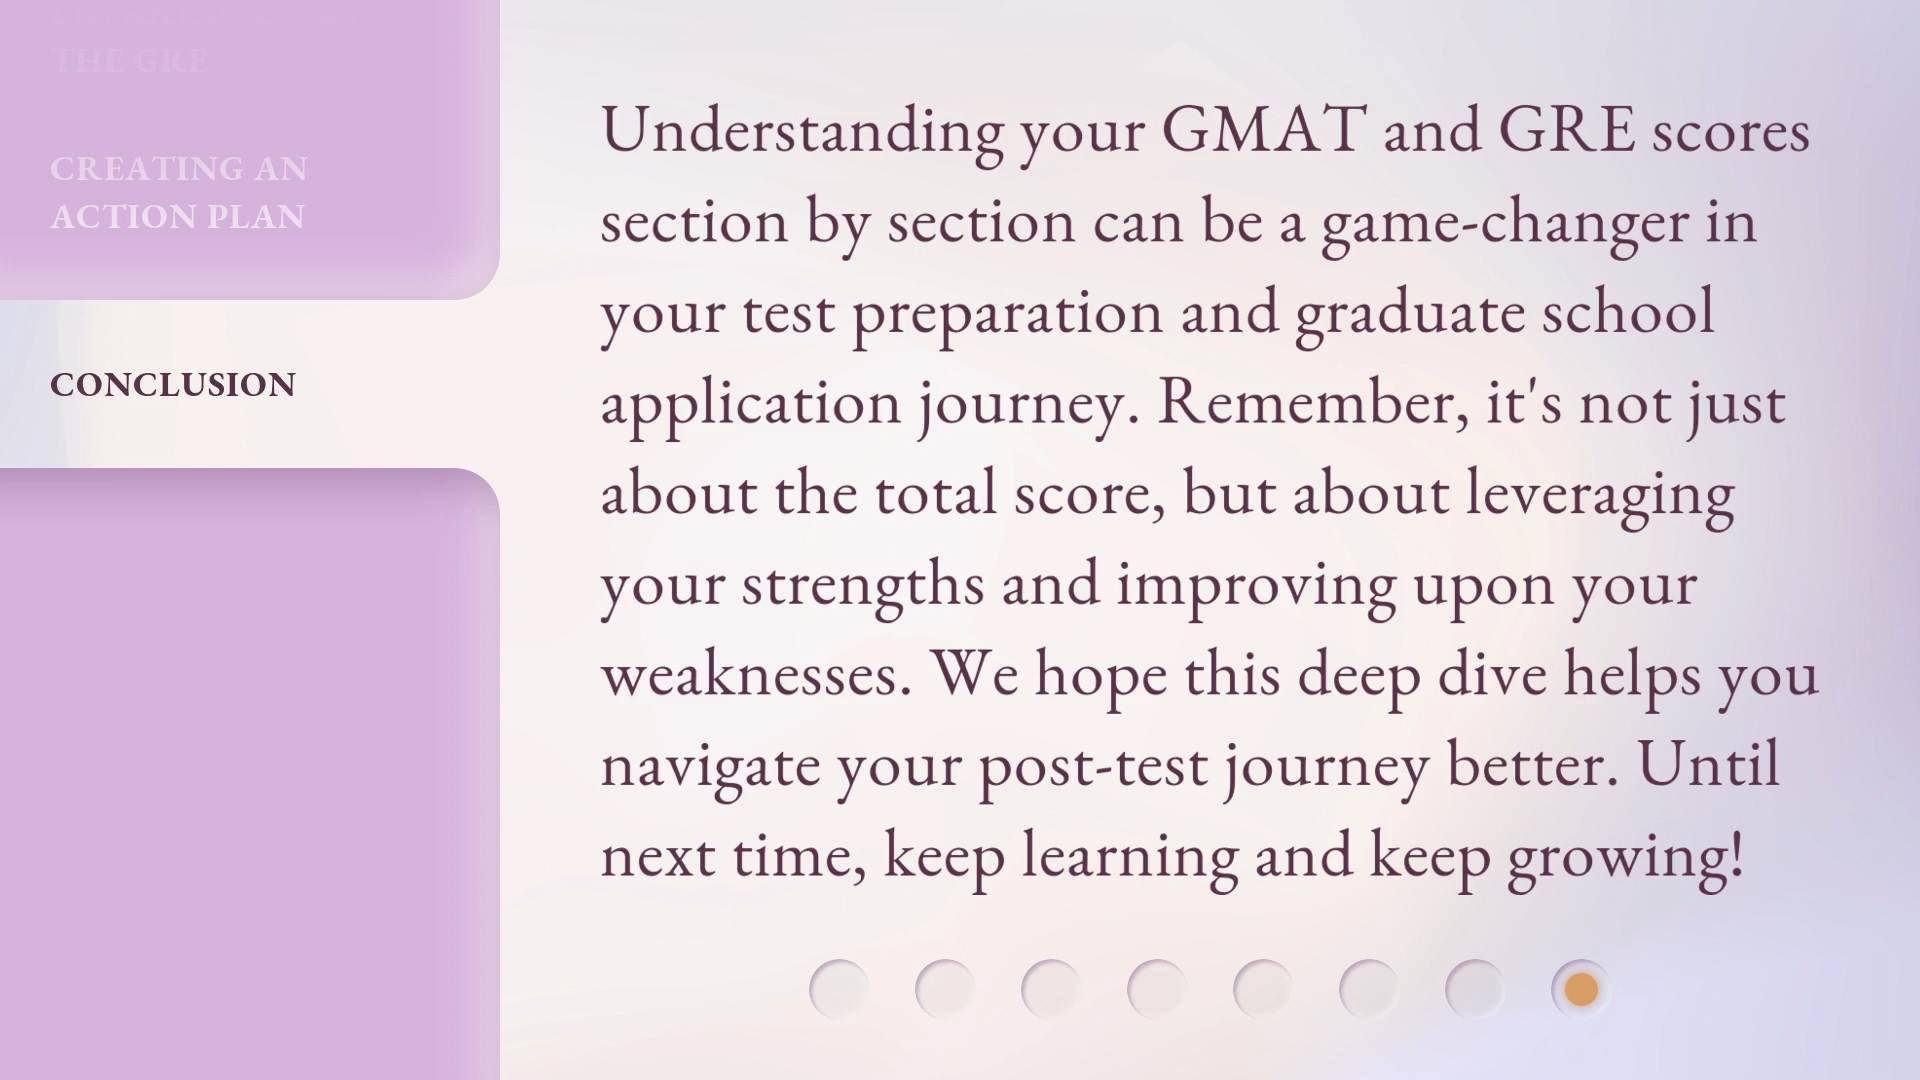 THE GRE
CREATING AN
ACTION PLAN
CONCLUSION
Understanding your GMAT and GRE scores
section by section can be a game-changer in
your test preparation and graduate school
application journey. Remember, it's not just
about the total score, but about leveraging
your strengths and improving upon your
weaknesses. We hope this deep dive helps you
navigate your post-test journey better. Until
next time, keep learning and keep growing!